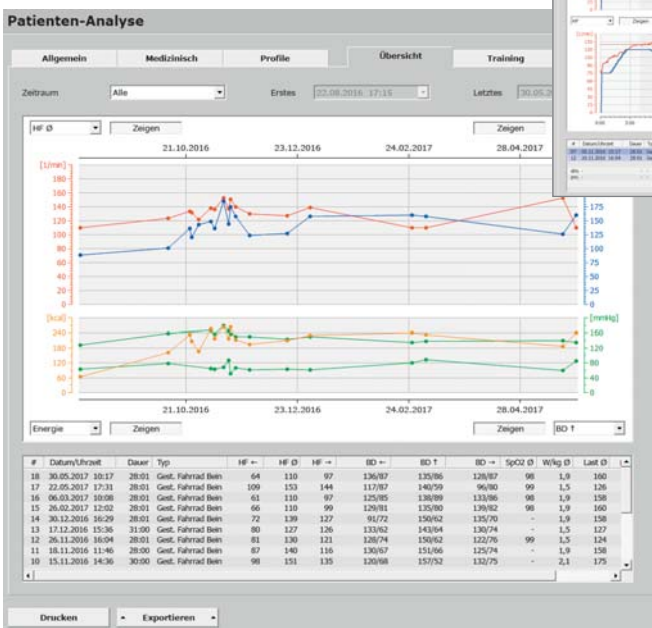 Patienten-Analyse
Allgemein Medizinisch Profile Übersicht Training
Zeitraum Alle Erstes 22.08.2016 17:15 Letztes 30.05.2
HF Ø Zeigen Zeigen
21.10.2016 23.12.2016 24.02.2017 28.04.2017
[1/min]
180
160
140
120
100
80
60
40
20
0
175
150
125
100
75
50
25
0
[kcal] [mmHg]
240 160
180 120
120 80
60 40
0 0
21.10.2016 23.12.2016 24.02.2017 28.04.2017
Energie Zeigen Zeigen BD ↑
# Datum/Uhrzeit Dauer Typ HF ← HF Ø HF → BD ← BD ↑ BD → SpO2 Ø W/kg Ø Last Ø
18 30.05.2017 10:17 28:01 Gest. Fahrrad Bein 64 110 97 136/87 136/87 128/87 98 1,9 160
17 22.05.2017 17:31 28:01 Gest. Fahrrad Bein 109 153 144 117/87 140/59 96/80 99 1,5 126
16 06.03.2017 10:08 28:01 Gest. Fahrrad Bein 61 110 97 125/85 138/89 133/86 98 1,9 158
15 26.02.2017 12:02 28:01 Gest. Fahrrad Bein 66 110 99 129/81 135/80 139/82 98 1,9 160
14 30.12.2016 16:29 28:01 Gest. Fahrrad Bein 72 139 127 91/72 150/62 135/70 - 1,9 158
13 17.12.2016 15:36 31:00 Gest. Fahrrad Bein 80 127 126 133/62 143/64 130/74 - 1,5 127
12 26.11.2016 16:04 28:01 Gest. Fahrrad Bein 81 130 121 128/74 150/62 122/76 99 1,5 124
11 18.11.2016 11:46 28:00 Gest. Fahrrad Bein 87 140 116 130/67 151/66 125/74 - 1,9 158
10 15.11.2016 14:36 30:00 Gest. Fahrrad Bein 98 151 135 120/68 157/52 132/75 - 2,1 175
Drucken Exportieren
HF Zeigen